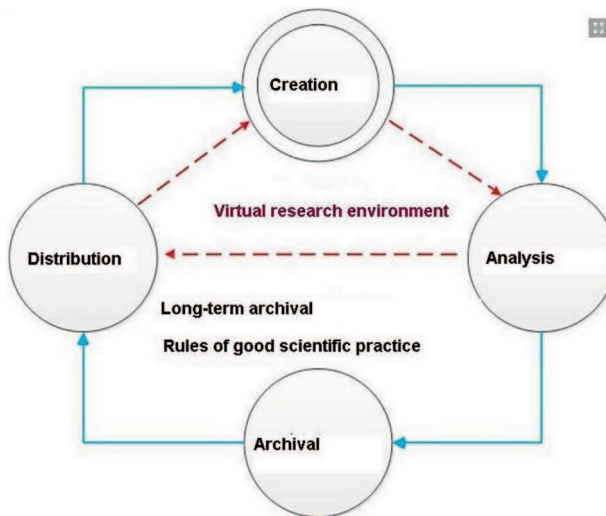 Creation
Virtual research environment
Distribution
Analysis
Long-term archival
Rules of good scientific practice
Archival